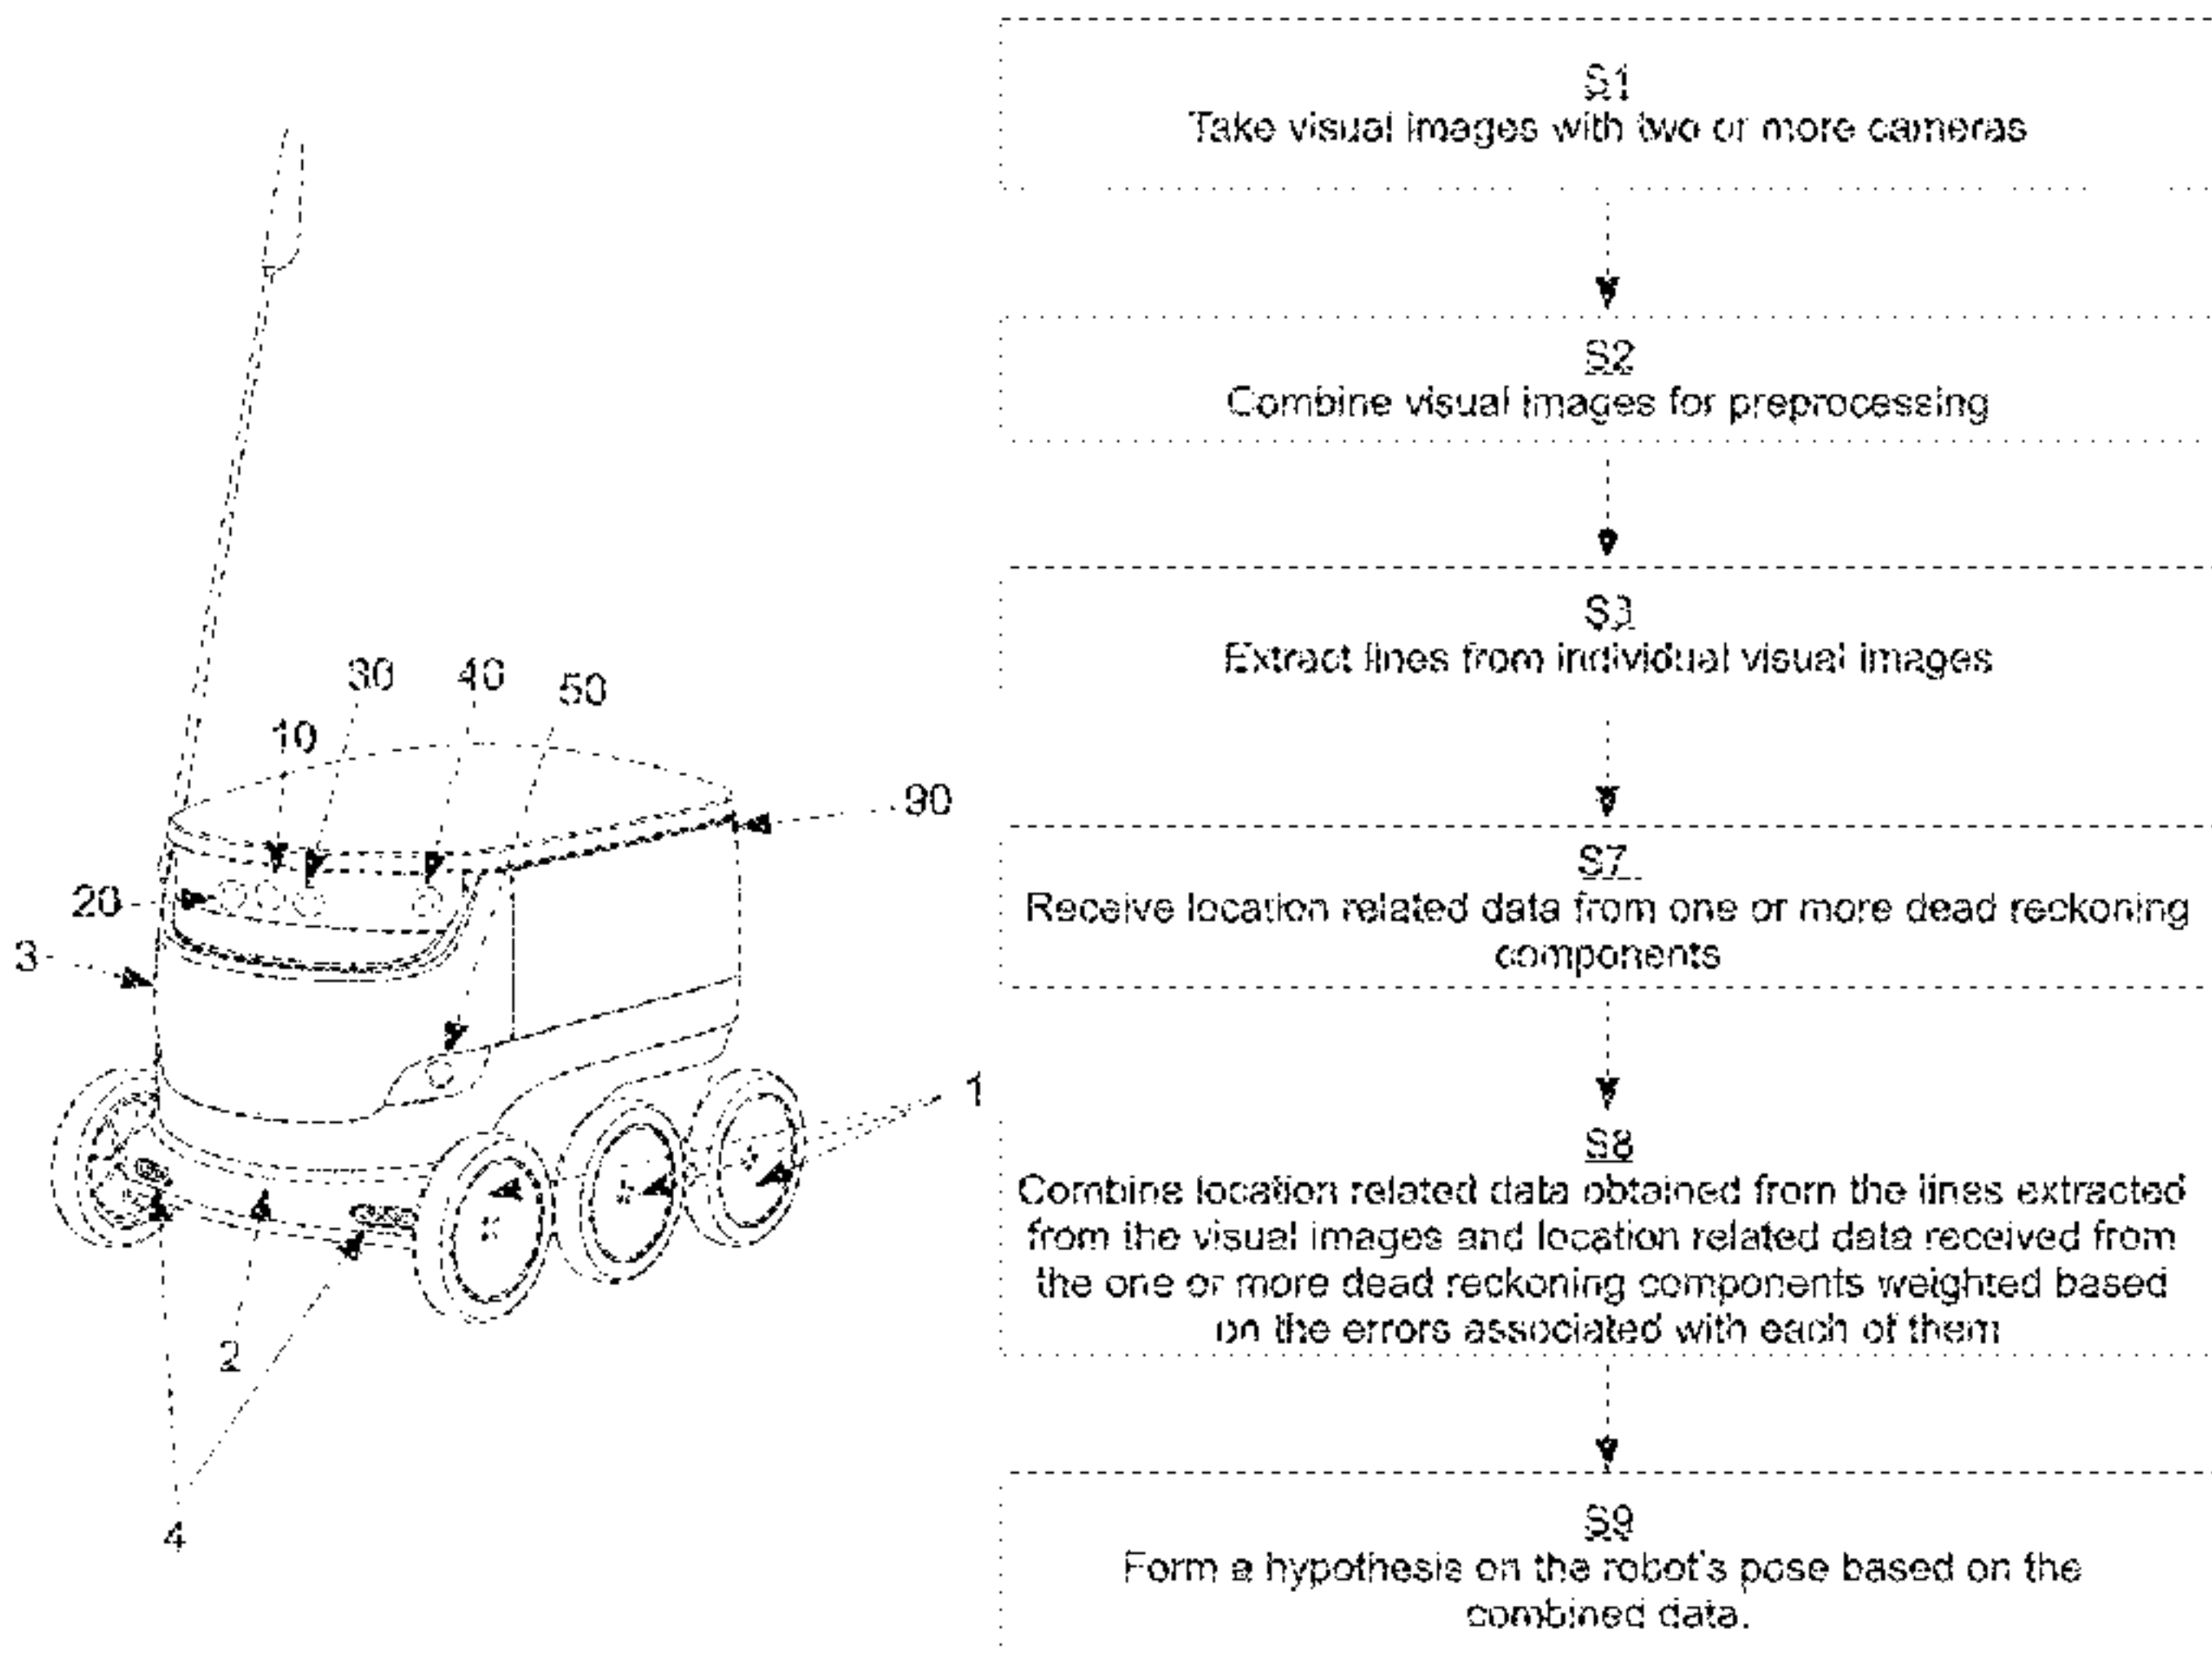 S1
Take visual images with two or more cameras
S2
Combine visual images for preprocessing
S3
Extract lines from individual visual images
S7
Receive location related data from one or more dead reckoning
components
S8
Combine location related data obtained from the lines extracted
from the visual images and location related data received from
the one or more dead reckoning components weighted based
on the errors associated with each of them
S9
Form a hypothesis on the robot's pose based on the
combined data.
30
40
50
10
90
20
3
1
2
4